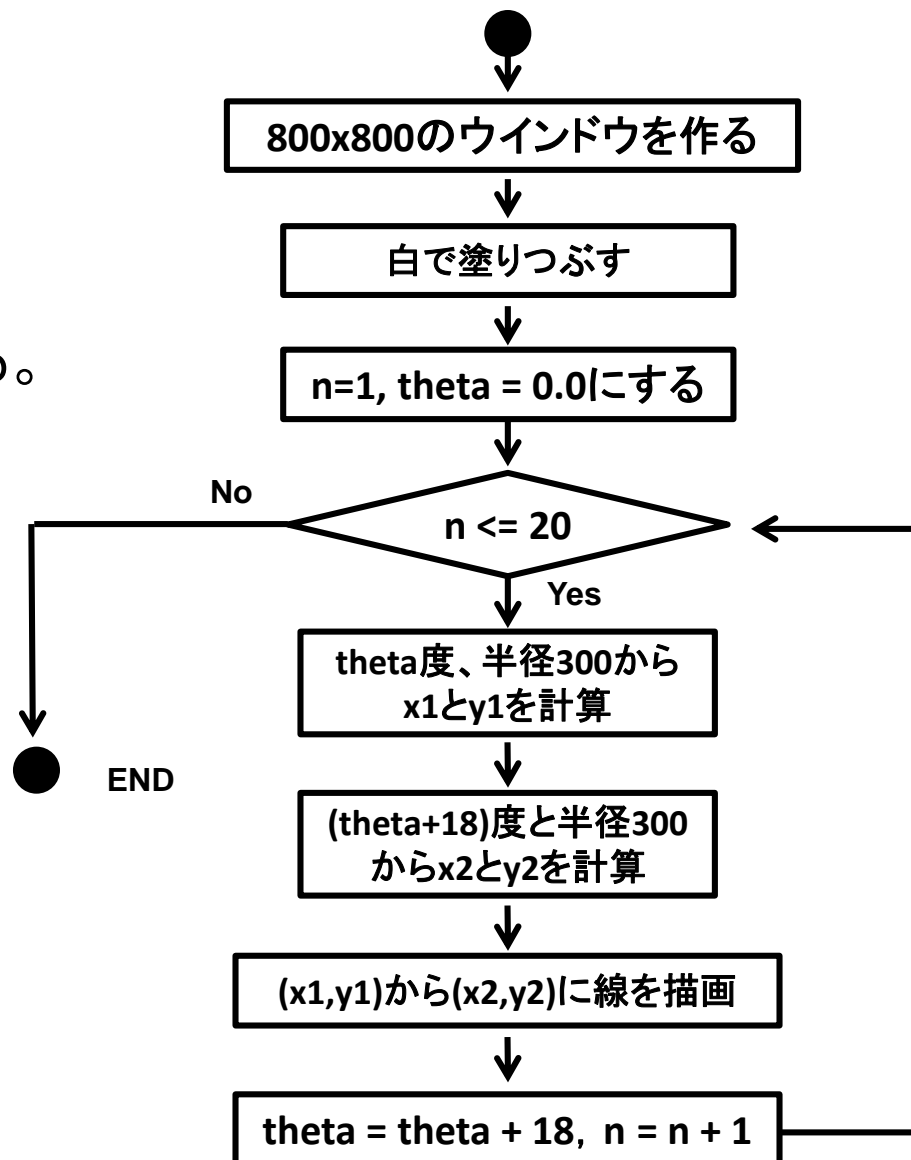 800x800のウインドウを作る
白で塗りつぶす
。
n=1, theta = 0.0にする
No
n <= 20
Yes
theta度、半径300から
x1とy1を計算
END
(theta+18)度と半径300
からx2とy2を計算
(x1,y1)から(x2,y2)に線を描画
theta = theta + 18, n = n + 1